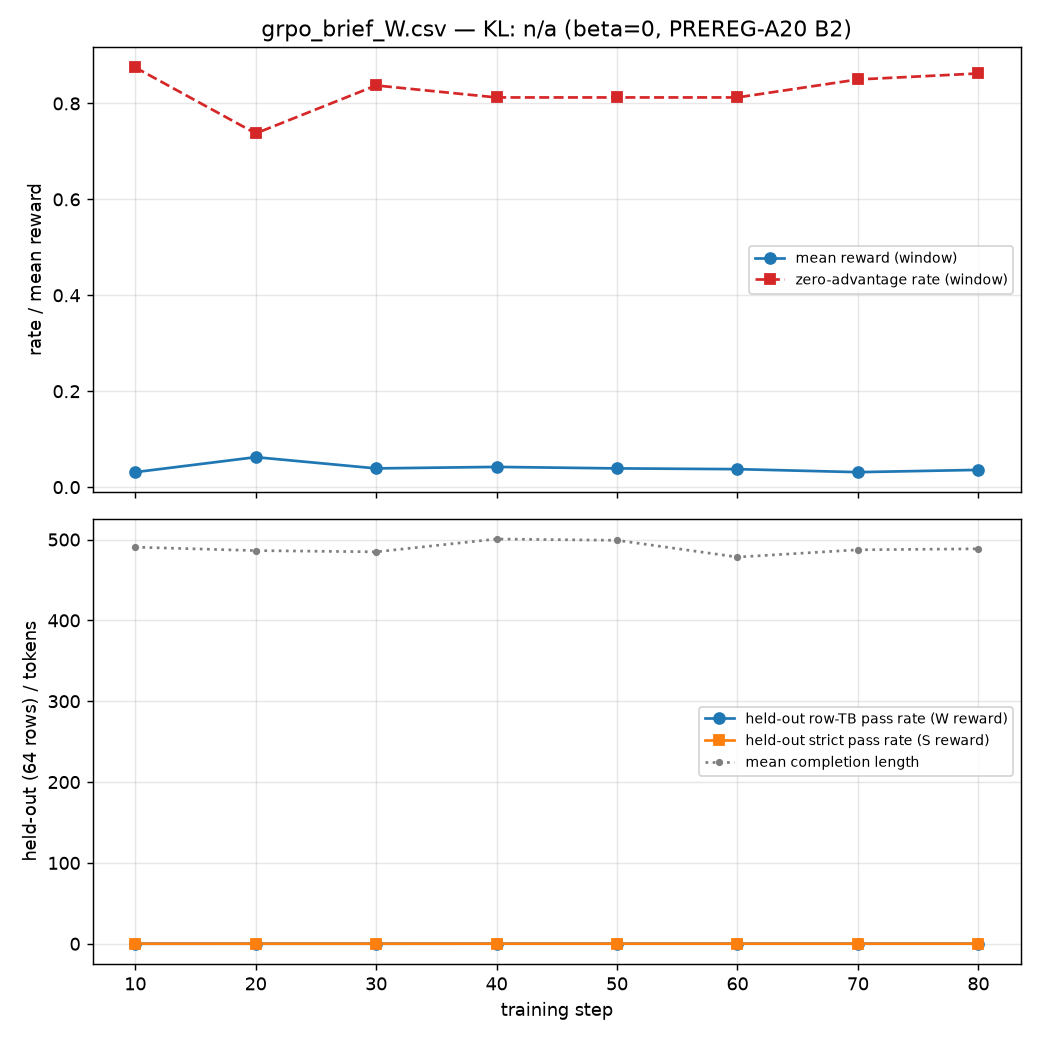 grpo_brief_W.csv — KL: n/a (beta=0, PREREG-A20 B2)
rate / mean reward
0.8
0.6
0.4
0.2
0.0
mean reward (window)
zero-advantage rate (window)
held-out (64 rows) / tokens
500
400
300
200
100
0
held-out row-TB pass rate (W reward)
held-out strict pass rate (S reward)
mean completion length
10 20 30 40 50 60 70 80
training step